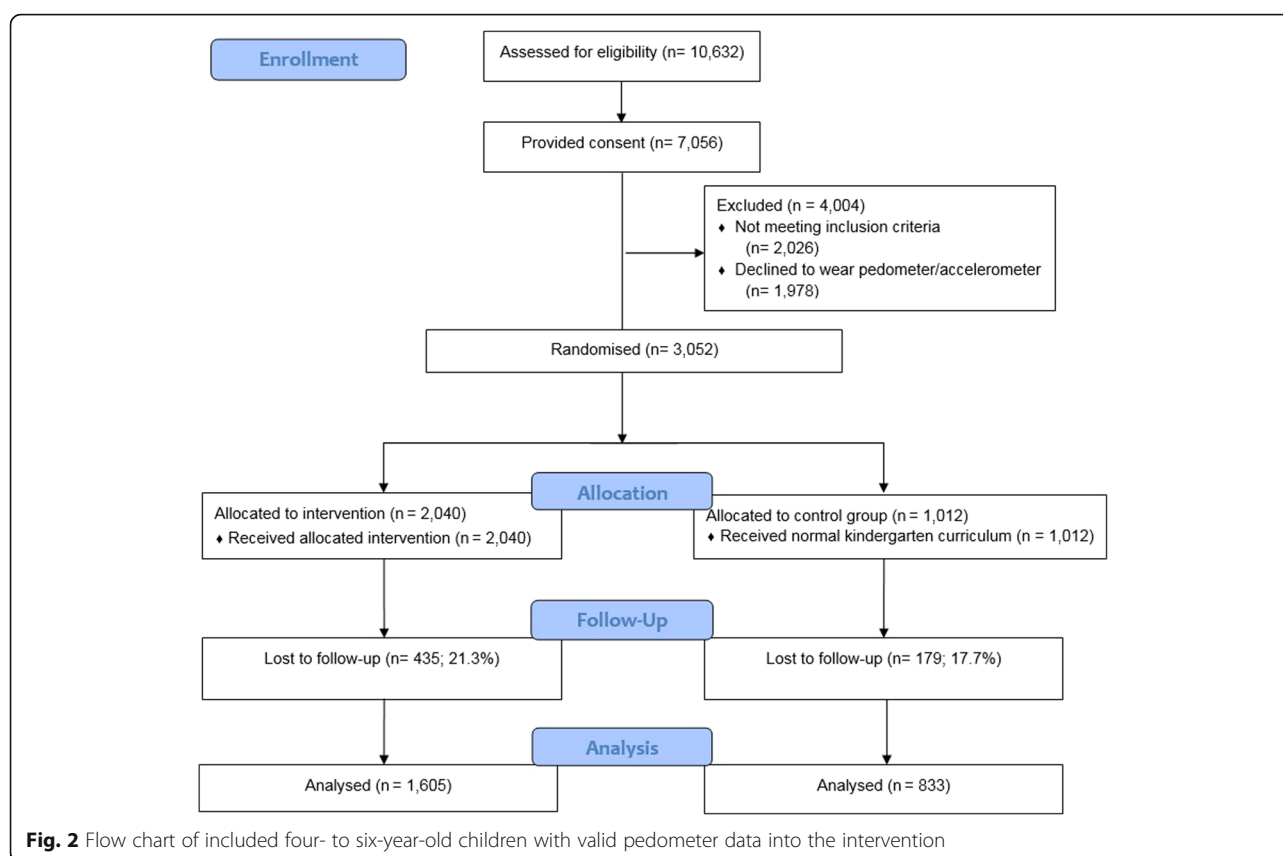 Enrollment
Assessed for eligibility (n= 10,632)
Provided consent (n= 7,056)
Excluded (n = 4,004)
♦ Not meeting inclusion criteria
(n= 2,026)
♦ Declined to wear pedometer/accelerometer
(n= 1,978)
Randomised (n= 3,052)
Allocation
Allocated to intervention (n = 2,040)
♦ Received allocated intervention (n = 2,040)
Allocated to control group (n = 1,012)
♦ Received normal kindergarten curriculum (n = 1,012)
Follow-Up
Lost to follow-up (n= 435; 21.3%)
Lost to follow-up (n= 179; 17.7%)
Analysis
Analysed (n = 1,605)
Analysed (n = 833)
Fig. 2 Flow chart of included four- to six-year-old children with valid pedometer data into the intervention